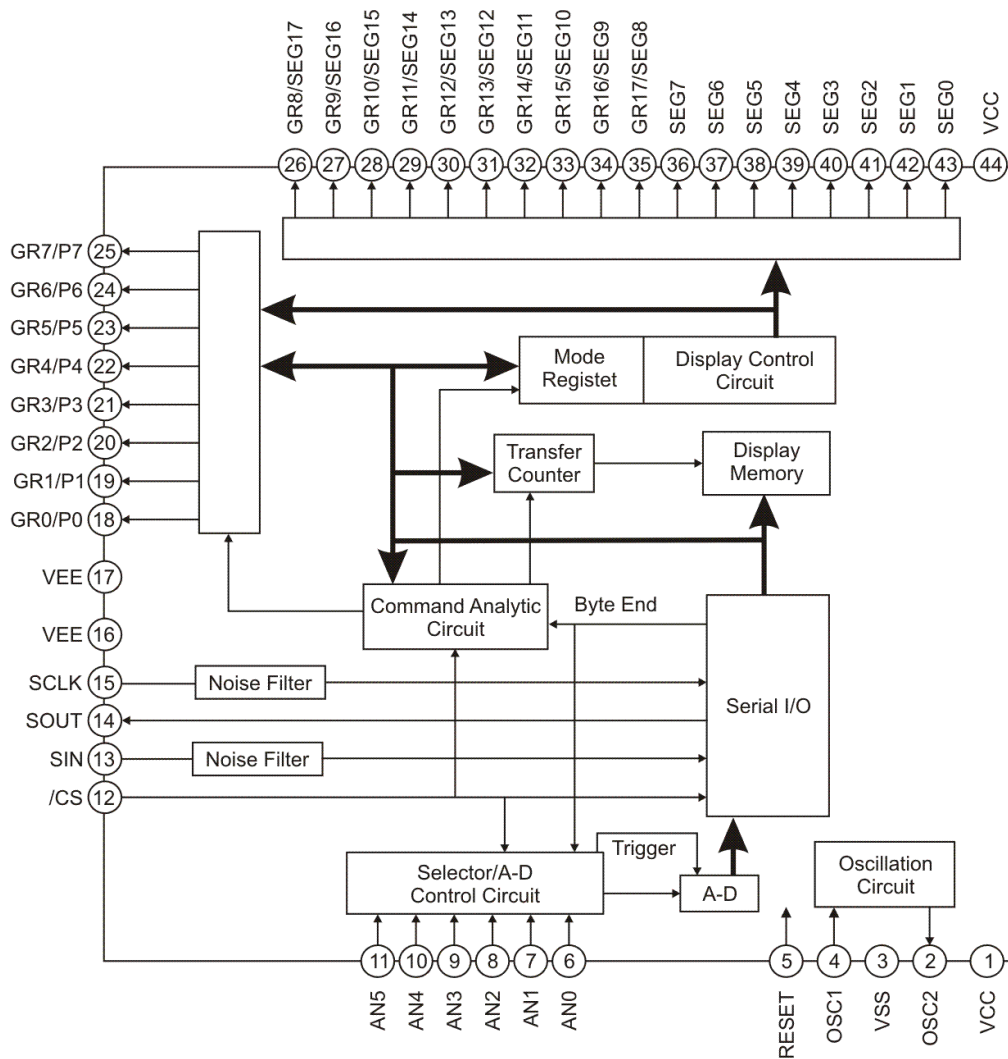 GR8/SEG17
GR9/SEG16
GR10/SEG15
GR11/SEG14
GR12/SEG13
GR13/SEG12
GR14/SEG11
GR15/SEG10
GR16/SEG9
GR17/SEG8
SEG7
SEG6
SEG5
SEG4
SEG3
SEG2
SEG1
SEG0
VCC
26
27
28
29
30
31
32
33
34
35
36
37
38
39
40
41
42
43
44
GR7/P7 25
GR6/P6 24
GR5/P5 23
GR4/P4 22
GR3/P3 21
GR2/P2 20
GR1/P1 19
GR0/P0 18
VEE 17
VEE 16
SCLK 15
SOUT 14
SIN 13
/CS 12
Mode
Registet
Display Control
Circuit
Transfer
Counter
Display
Memory
Command Analytic
Circuit
Byte End
Noise Filter
Noise Filter
Serial I/O
Selector/A-D
Control Circuit
Trigger
A-D
Oscillation
Circuit
11
10
9
8
7
6
5
4
3
2
1
AN5
AN4
AN3
AN2
AN1
AN0
RESET
OSC1
VSS
OSC2
VCC